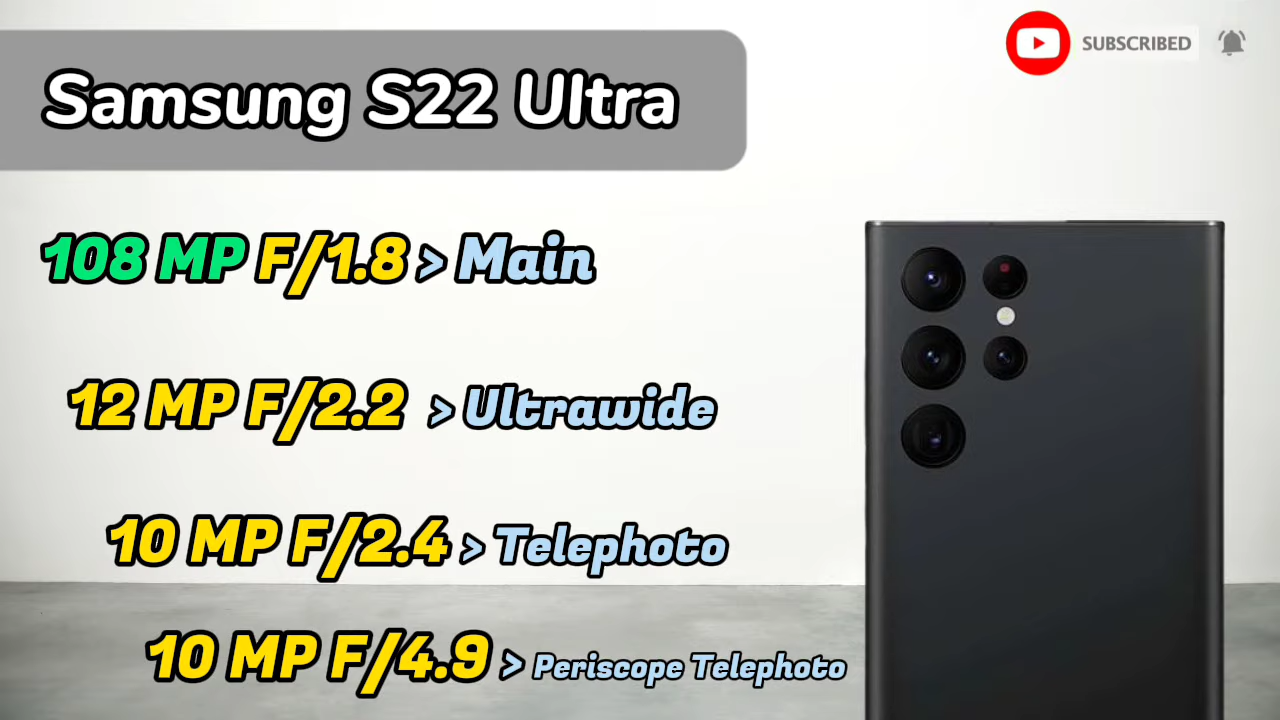 SUBSCRIBED
Samsung S22 Ultra
108 MP F/1.8 > Main
12 MP F/2.2 > Ultrawide
10 MP F/2.4 > Telephoto
10 MP F/4.9 > Periscope Telephoto